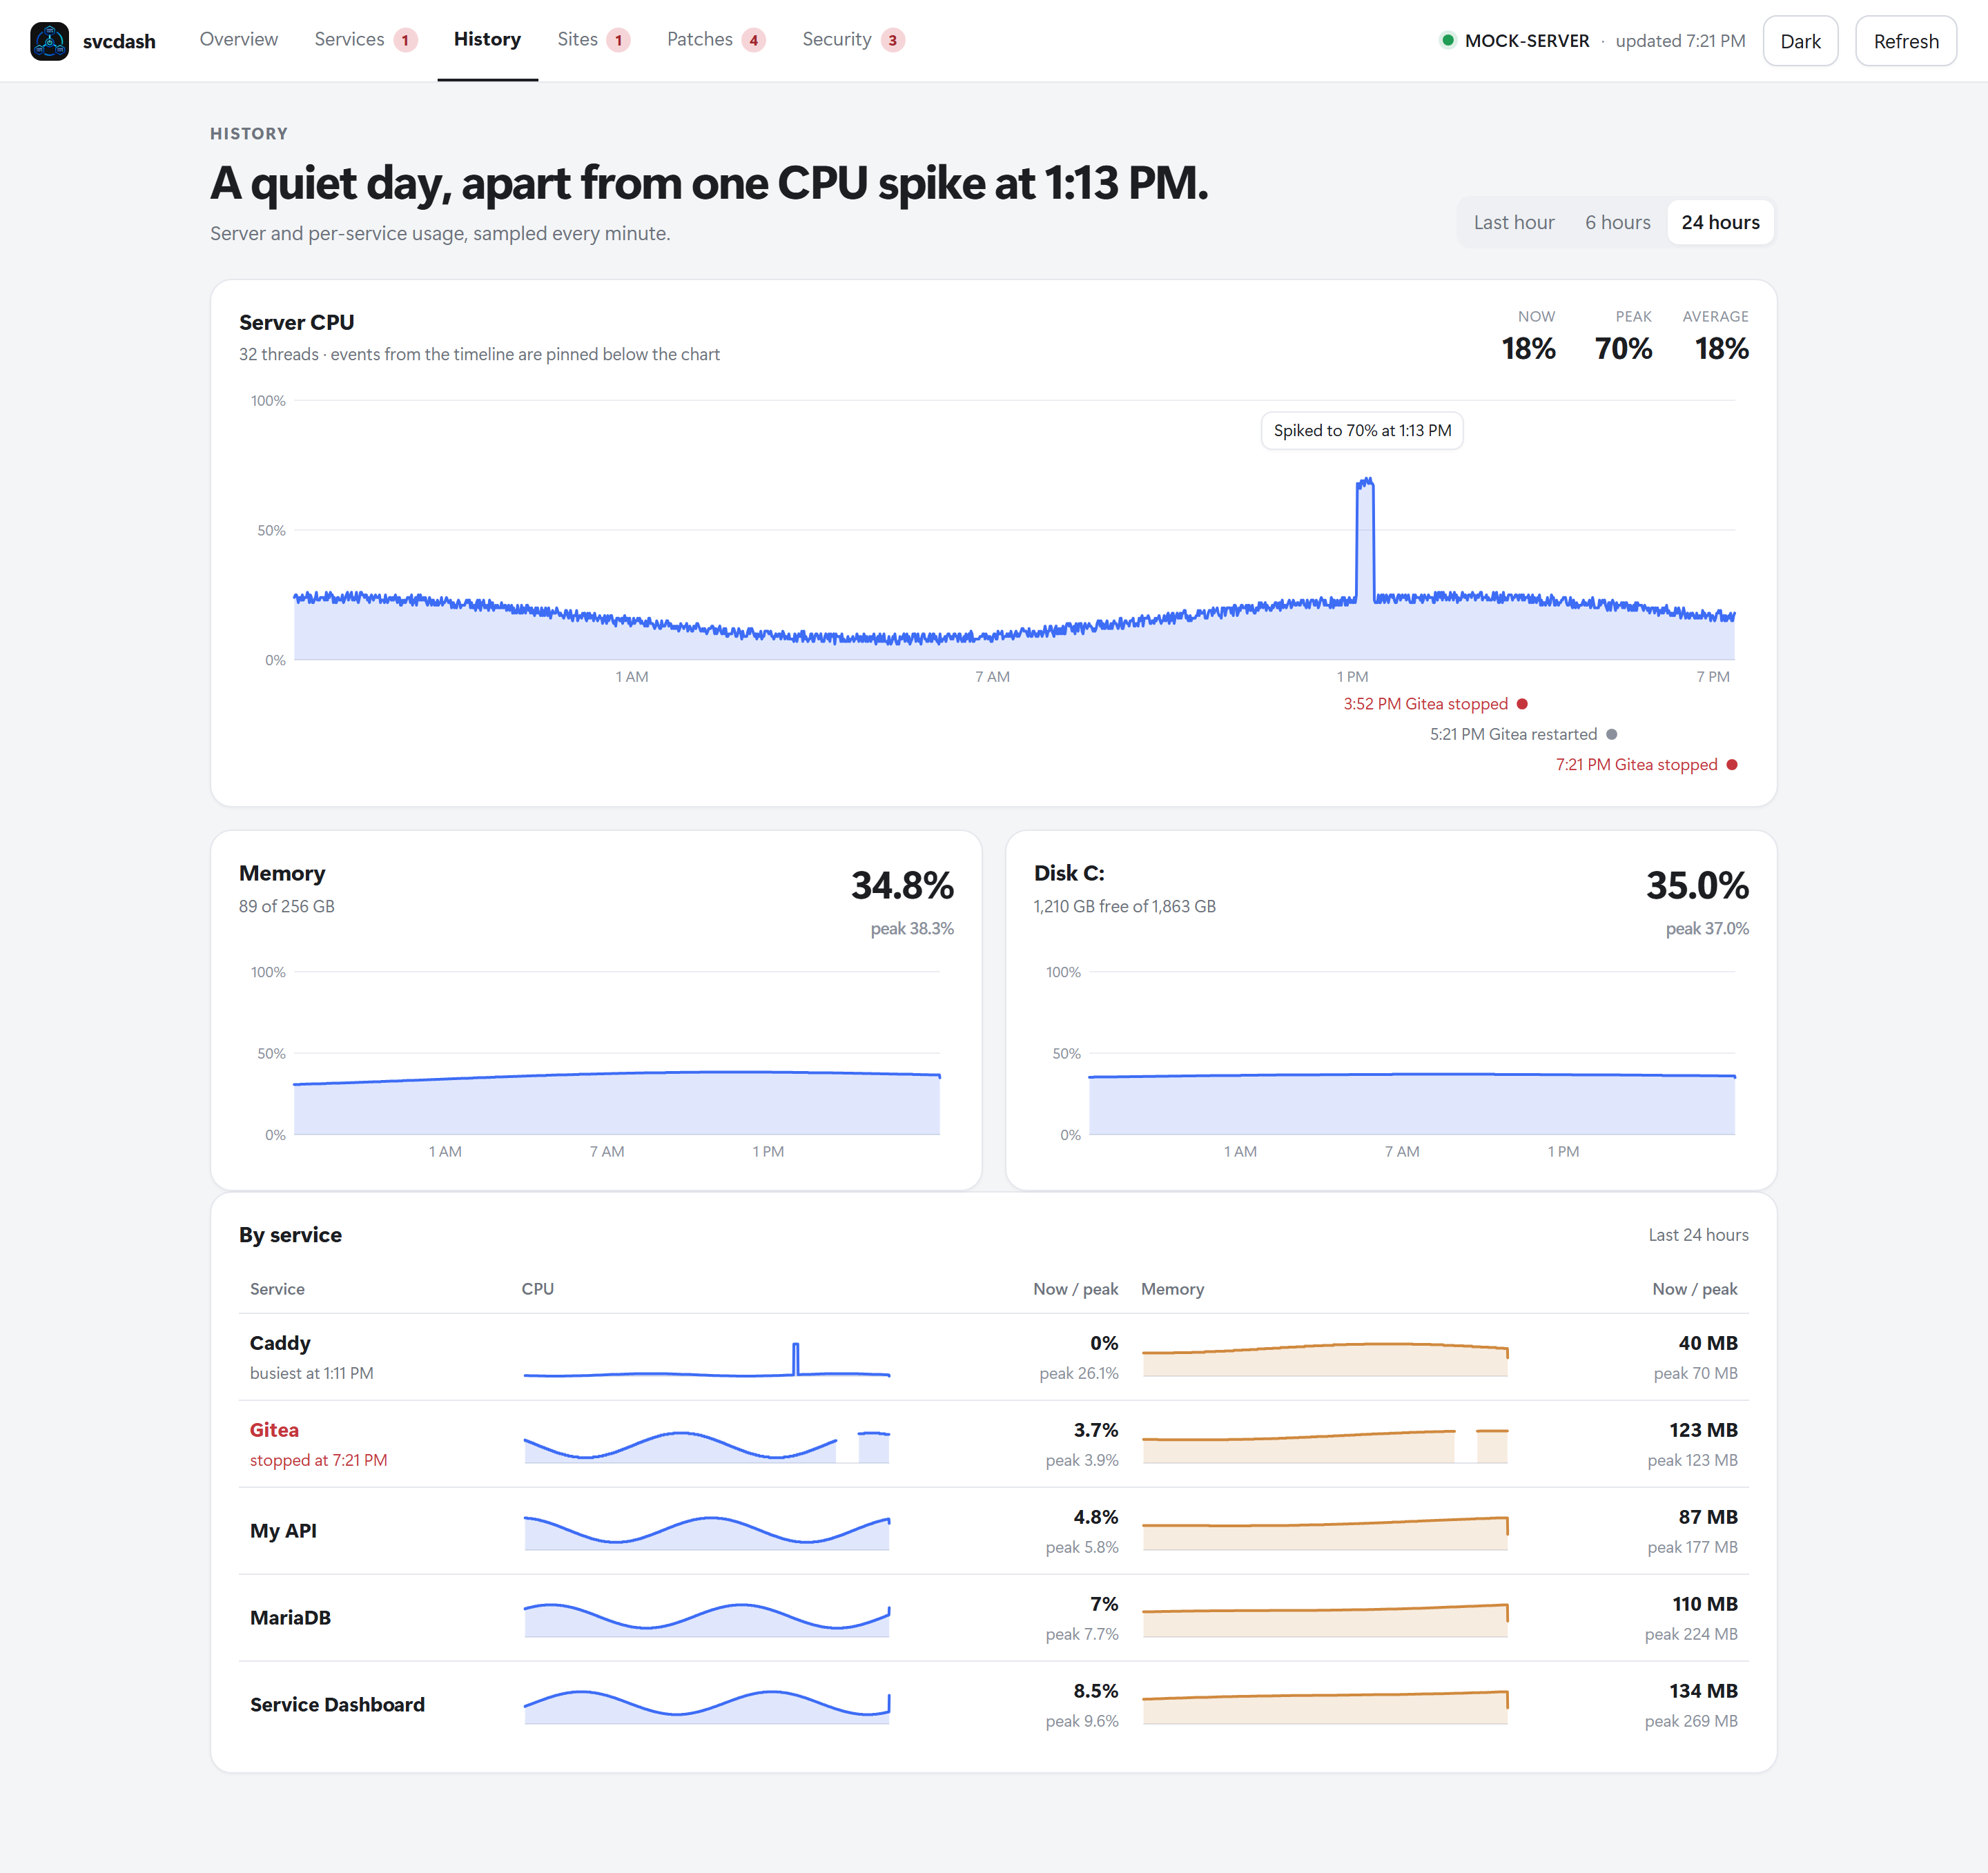 svcdash Overview Services 1 History Sites 1 Patches 4 Security 3 MOCK-SERVER · updated 7:21 PM Dark Refresh
HISTORY
A quiet day, apart from one CPU spike at 1:13 PM.
Server and per-service usage, sampled every minute.
Last hour 6 hours 24 hours
Server CPU
32 threads · events from the timeline are pinned below the chart
NOW PEAK AVERAGE
18% 70% 18%
100%
Spiked to 70% at 1:13 PM
50%
0%
1 AM 7 AM 1 PM 7 PM
3:52 PM Gitea stopped
5:21 PM Gitea restarted
7:21 PM Gitea stopped
Memory
89 of 256 GB
34.8%
peak 38.3%
100%
50%
0%
1 AM 7 AM 1 PM
Disk C:
1,210 GB free of 1,863 GB
35.0%
peak 37.0%
100%
50%
0%
1 AM 7 AM 1 PM
By service Last 24 hours
Service CPU Now / peak Memory Now / peak
Caddy 0% 40 MB
busiest at 1:11 PM peak 26.1% peak 70 MB
Gitea 3.7% 123 MB
stopped at 7:21 PM peak 3.9% peak 123 MB
My API 4.8% 87 MB
peak 5.8% peak 177 MB
MariaDB 7% 110 MB
peak 7.7% peak 224 MB
Service Dashboard 8.5% 134 MB
peak 9.6% peak 269 MB